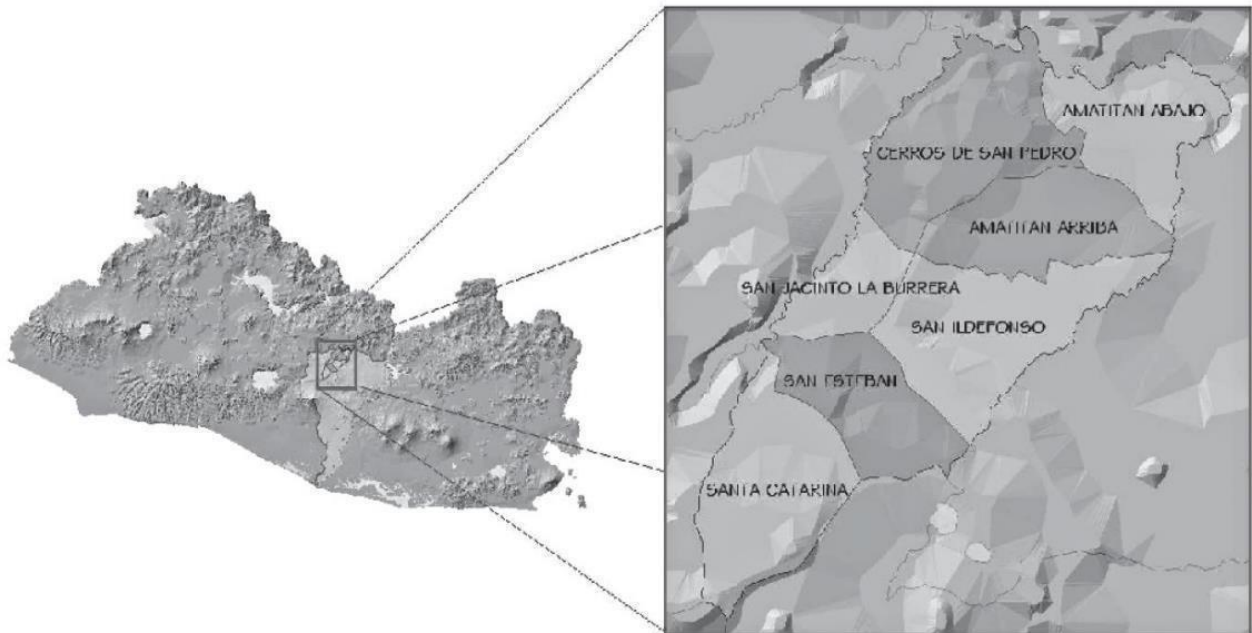 AMATITAN ABAJO
CERROS DE SAN PEDRO
AMATITAN ARRIBA
SAN JACINTO LA BURRERA
SAN ILDEFONSO
SAN ESTEBAN
SANTA CATARINA